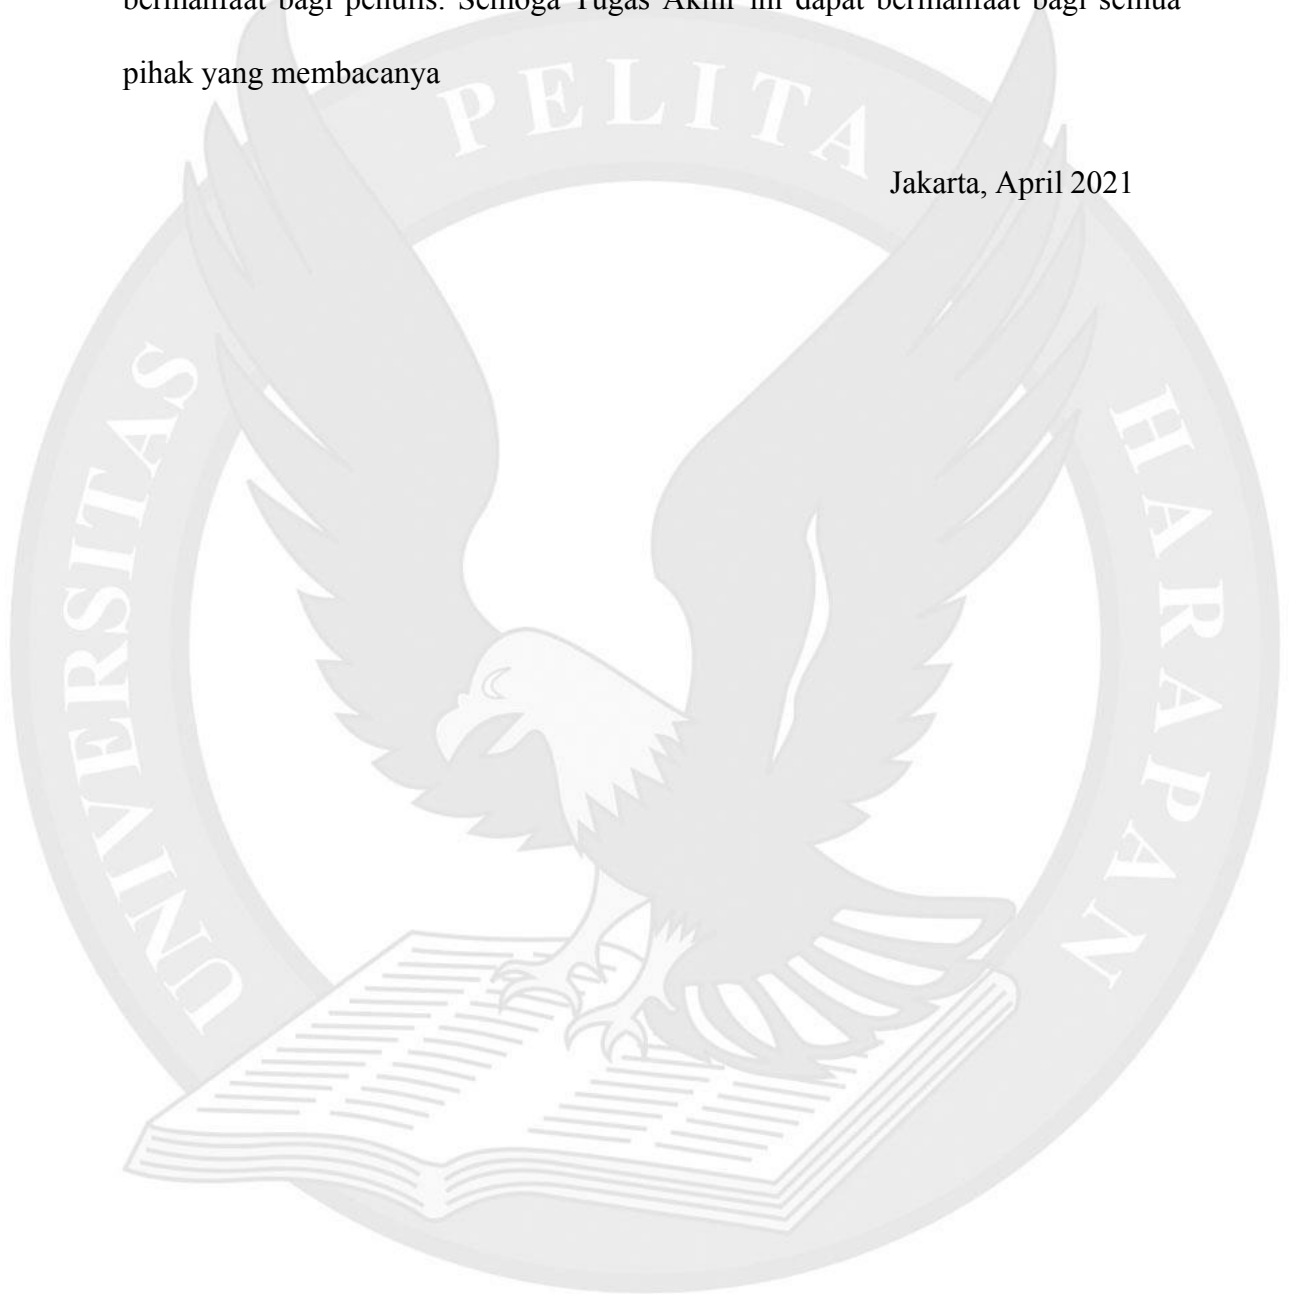 bermanfaat bagi penulis. Semoga Tugas Akhir ini dapat bermanfaat bagi semua
pihak yang membacanya
Jakarta, April 2021
UNIVERSITAS PELITA HARAPAN